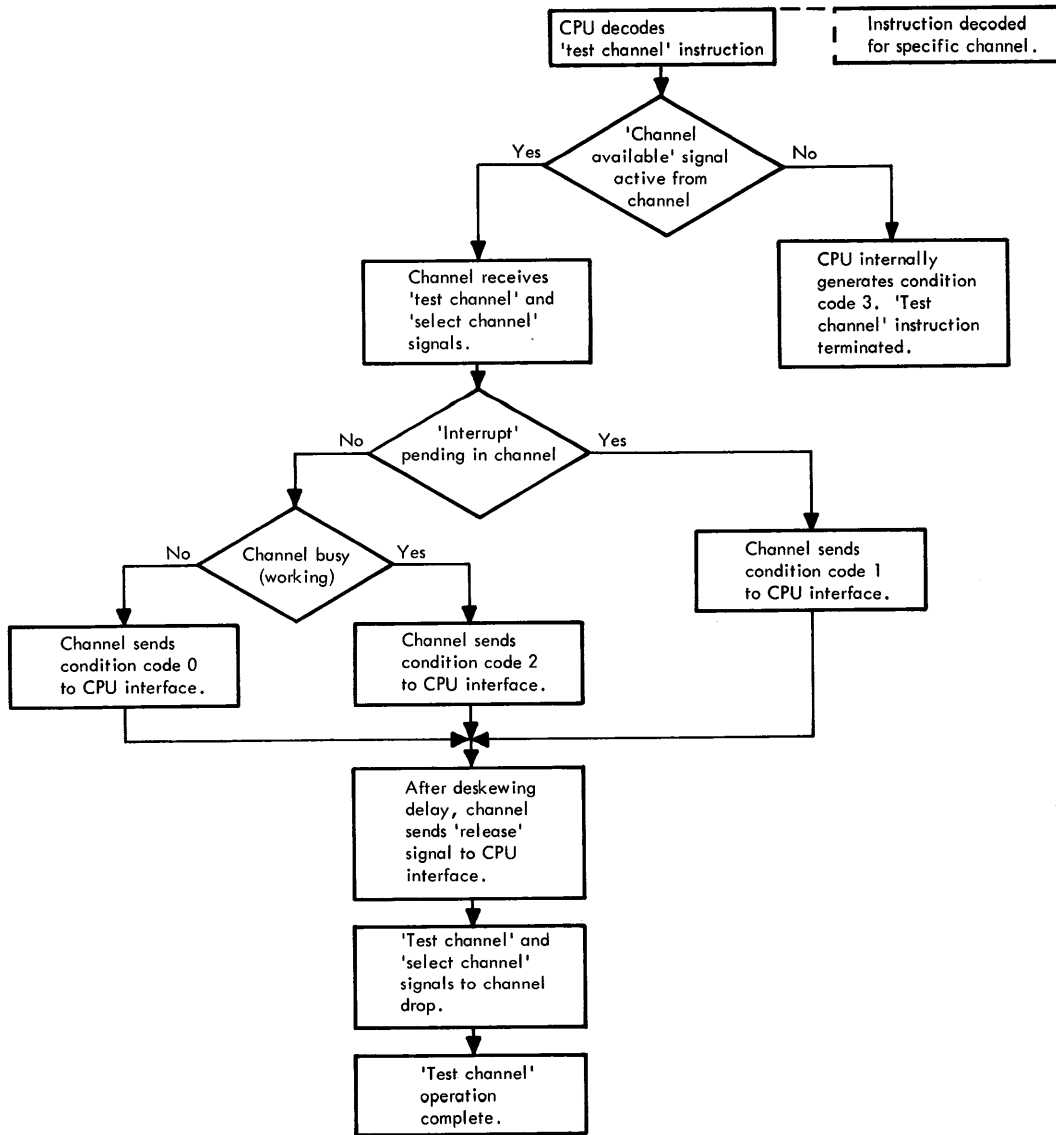 CPU decodes
'test channel' instruction
Instruction decoded
for specific channel.
'Channel
available' signal
active from
channel
Yes
No
Channel receives
'test channel' and
'select channel'
signals.
CPU internally
generates condition
code 3. 'Test
channel' instruction
terminated.
'Interrupt'
pending in channel
No
Yes
Channel busy
(working)
No
Yes
Channel sends
condition code 1
to CPU interface.
Channel sends
condition code 0
to CPU interface.
Channel sends
condition code 2
to CPU interface.
After deskewing
delay, channel
sends 'release'
signal to CPU
interface.
'Test channel' and
'select channel'
signals to channel
drop.
'Test channel'
operation
complete.